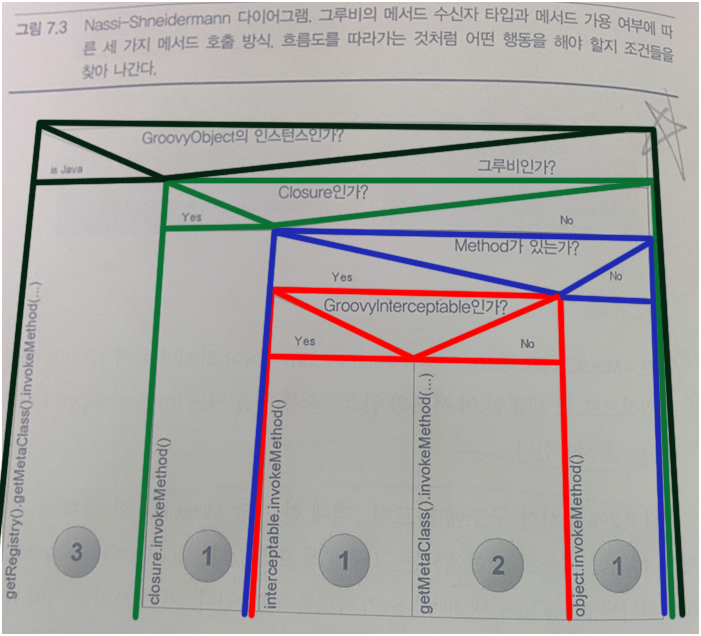 그림 7.3 Nassi-Shneidermann 다이어그램. 그루비의 메서드 수신자 타입과 메서드 가용 여부에 따
른 세 가지 메서드 호출 방식. 흐름도를 따라가는 것처럼 어떤 행동을 해야 할지 조건들을
찾아 나간다.
GroovyObject의 인스턴스인가?
is Java
그루비인가?
Closure인가?
Yes
No
Method가 있는가?
Yes
No
GroovyInterceptable인가?
Yes
No
getRegistry().getMetaClass().invokeMethod(...)
closure.invokeMethod()
interceptable.invokeMethod()
getMetaClass().invokeMethod(...)
object.invokeMethod()
3
1
1
2
1